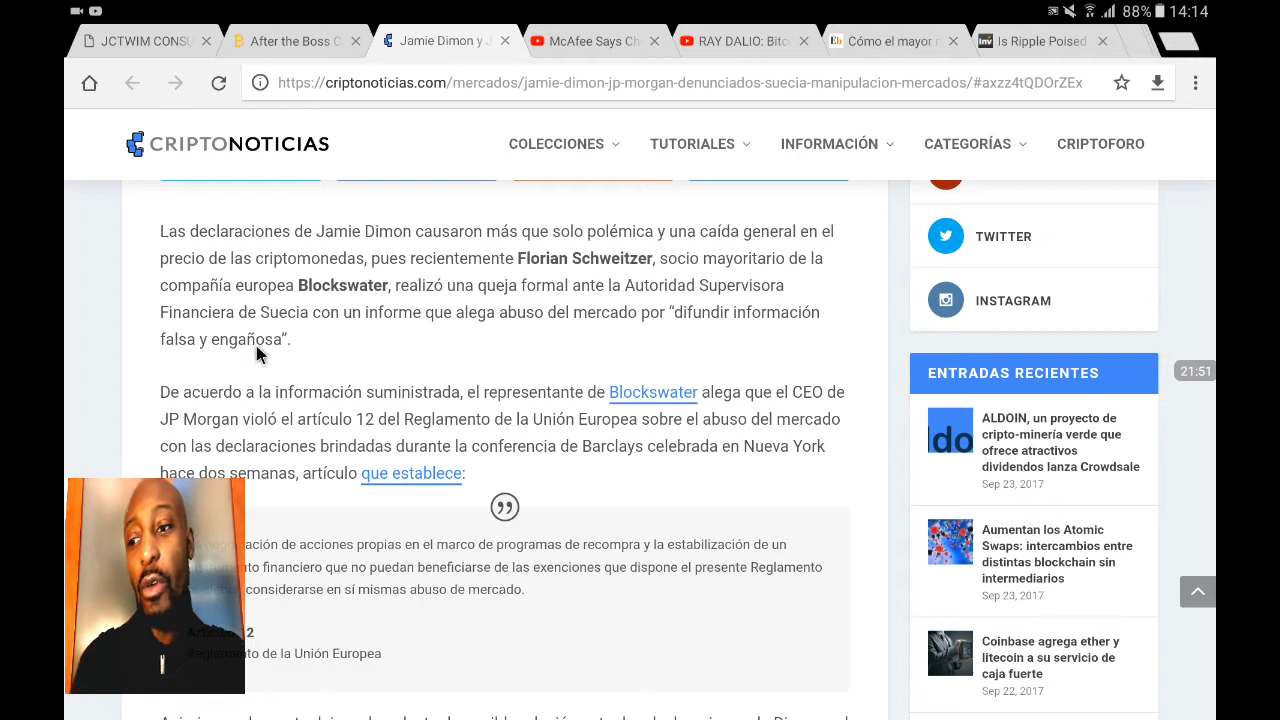 88% 14:14
JCTWIM CONSU
After the Boss C
Jamie Dimon y J
McAfee Says Ch
RAY DALIO: Bitc
Cómo el mayor r
Is Ripple Poised
https://criptonoticias.com/mercados/jamie-dimon-jp-morgan-denunciados-suecia-manipulacion-mercados/#axzz4tQDOrZEx
CRIPTONOTICIAS
COLECCIONES
TUTORIALES
INFORMACIÓN
CATEGORÍAS
CRIPTOFORO
Las declaraciones de Jamie Dimon causaron más que solo polémica y una caída general en el
precio de las criptomonedas, pues recientemente Florian Schweitzer, socio mayoritario de la
compañía europea Blockswater, realizó una queja formal ante la Autoridad Supervisora
Financiera de Suecia con un informe que alega abuso del mercado por “difundir información
falsa y engañosa”.
De acuerdo a la información suministrada, el representante de Blockswater alega que el CEO de
JP Morgan violó el artículo 12 del Reglamento de la Unión Europea sobre el abuso del mercado
con las declaraciones brindadas durante la conferencia de Barclays celebrada en Nueva York
hace dos semanas, artículo que establece:
de acciones propias en el marco de programas de recompra y la estabilización de un
financiero que no puedan beneficiarse de las exenciones que dispone el presente Reglamento
considerarse en sí mismas abuso de mercado.
Reglamento de la Unión Europea
TWITTER
INSTAGRAM
21:51
ENTRADAS RECIENTES
do
ALDOIN, un proyecto de
cripto-minería verde que
ofrece atractivos
dividendos lanza Crowdsale
Sep 23, 2017
Aumentan los Atomic
Swaps: intercambios entre
distintas blockchain sin
intermediarios
Sep 23, 2017
Coinbase agrega ether y
litecoin a su servicio de
caja fuerte
Sep 22, 2017